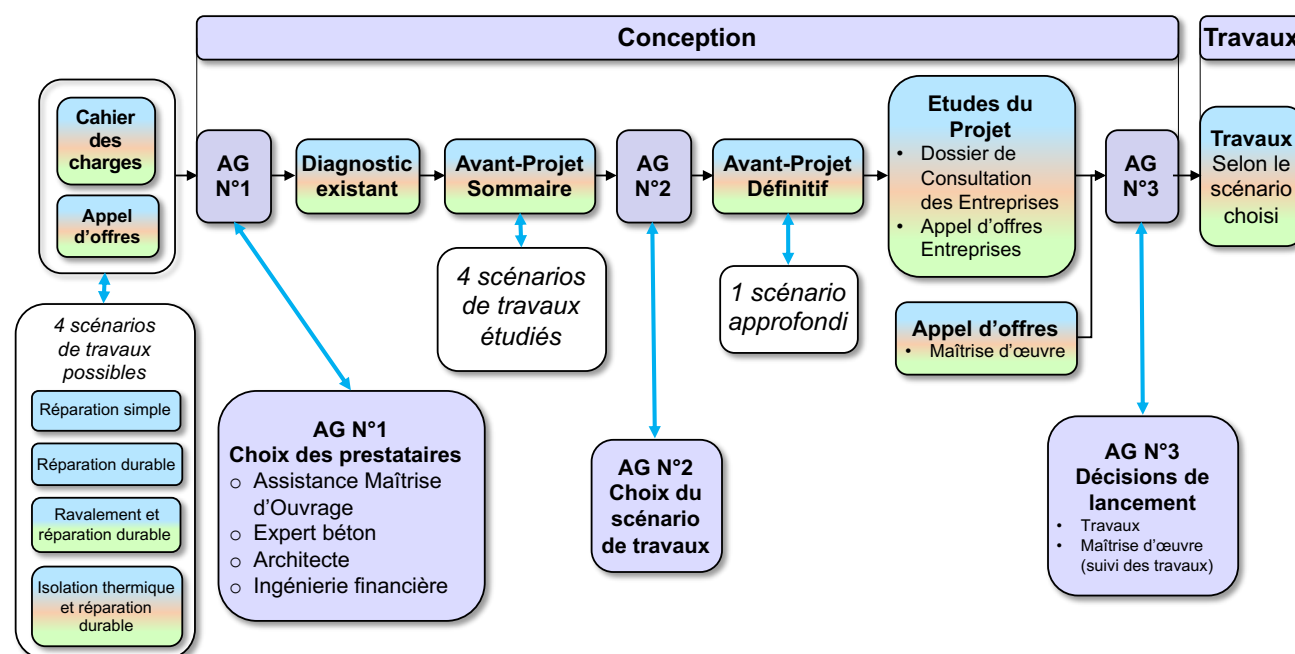 Conception
Travaux
Cahier
des
charges
Appel
d'offres
AG
N°1
Diagnostic
existant
Avant-Projet
Sommaire
AG
N°2
Avant-Projet
Définitif
Etudes du
Projet
• Dossier de
Consultation
des Entreprises
• Appel d'offres
Entreprises
AG
N°3
Travaux
Selon le
scénario
choisi
4 scénarios
de travaux
étudiés
1 scénario
approfondi
Appel d'offres
• Maîtrise d'œuvre
4 scénarios
de travaux
possibles
Réparation simple
Réparation durable
Ravalement et
réparation durable
Isolation thermique
et réparation
durable
AG N°1
Choix des prestataires
o Assistance Maîtrise
d'Ouvrage
o Expert béton
o Architecte
o Ingénierie financière
AG N°2
Choix du
scénario
de travaux
AG N°3
Décisions de
lancement
• Travaux
• Maîtrise d'œuvre
(suivi des travaux)